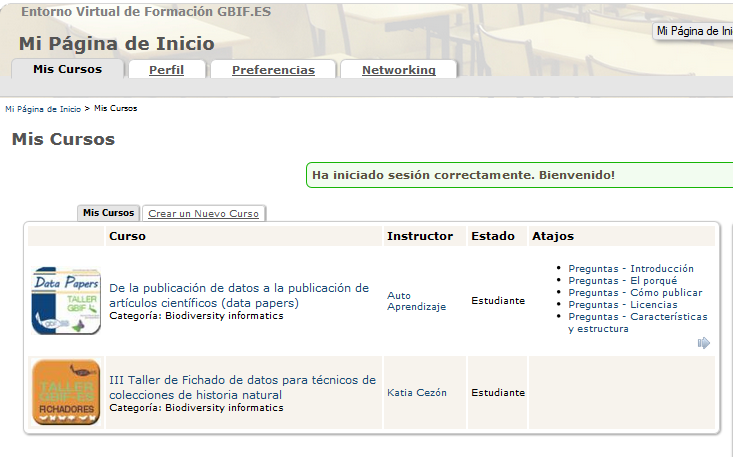 Entorno Virtual de Formación GBIF.ES
Mi Página de Inicio
Mi Página de Ini
Mis Cursos Perfil Preferencias Networking
Mi Página de Inicio > Mis Cursos
Mis Cursos
Ha iniciado sesión correctamente. Bienvenido!
Mis Cursos Crear un Nuevo Curso
Curso Instructor Estado Atajos
Data Papers
TALLER
GBIF
De la publicación de datos a la publicación de
artículos científicos (data papers)
Categoría: Biodiversity informatics
Auto
Aprendizaje
Estudiante
• Preguntas - Introducción
• Preguntas - El porqué
• Preguntas - Cómo publicar
• Preguntas - Licencias
• Preguntas - Características
y estructura
TALLER
GBIF-ES
FICHADORES
III Taller de Fichado de datos para técnicos de
colecciones de historia natural
Categoría: Biodiversity informatics
Katia Cezón
Estudiante